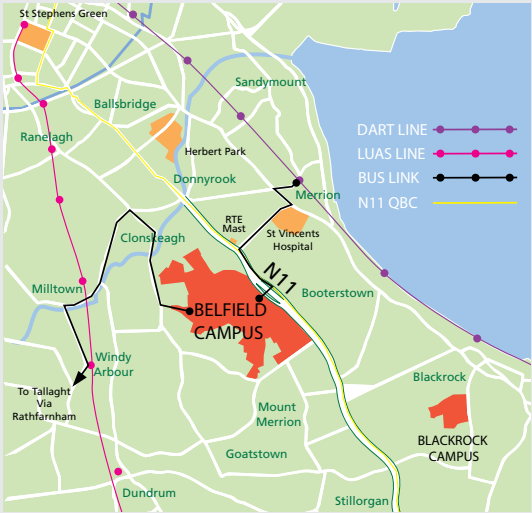 St Stephens Green
Sandymount
Ballsbridge
DART LINE
Ranelagh
Herbert Park
LUAS LINE
Donnyrook
BUS LINK
Merrion
N11 QBC
RTE
Mast
St Vincents
Hospital
Clonskeagh
N11
Milltown
Booterstown
BELFIELD
CAMPUS
Windy
Arbour
Blackrock
To Tallaght
Via
Rathfarnham
Mount
Merrion
BLACKROCK
CAMPUS
Goatstown
Dundrum
Stillorgan